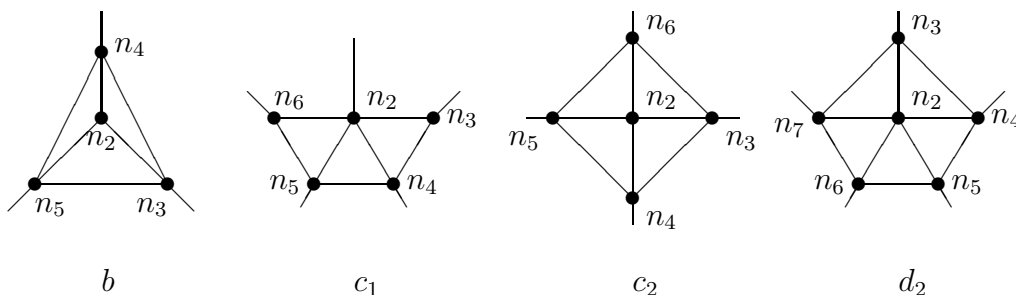 n₄
n₂
n₅ n₃
b
n₆ n₂ n₃
n₅ n₄
c₁
n₆
n₂
n₅ n₃
n₄
c₂
n₃
n₂
n₇ n₄
n₆ n₅
d₂